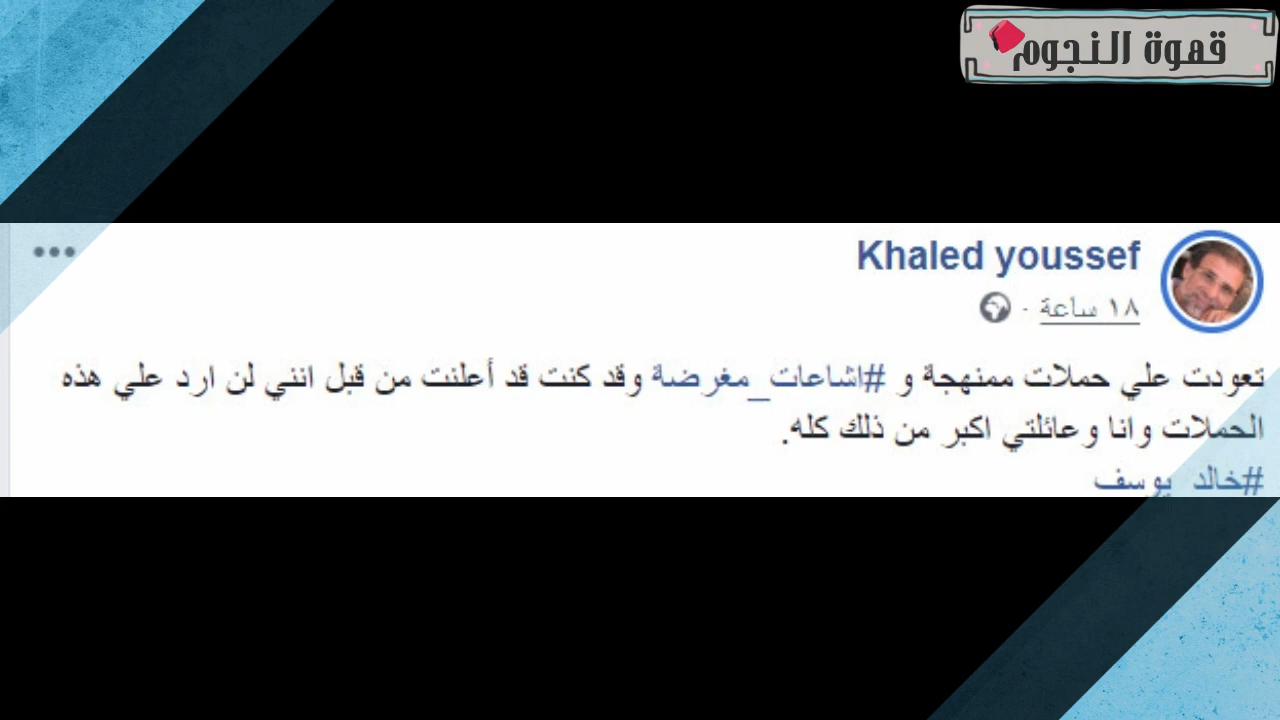 قهوة النجوم
Khaled youssef
١٨ ساعة ·
تعودت علي حملات ممنهجة و #اشاعات_مغرضة وقد كنت قد أعلنت من قبل انني لن ارد علي هذه
الحملات وانا وعائلتي اكبر من ذلك كله.
#خالد_يوسف